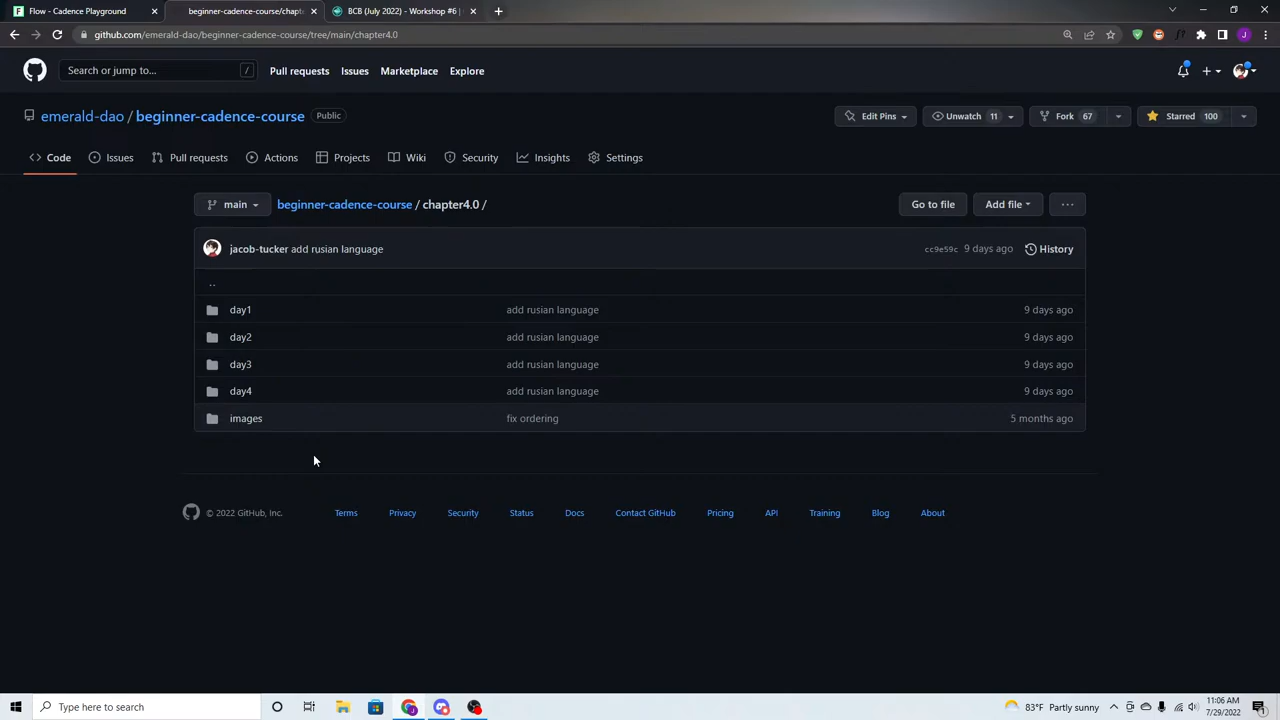 Flow - Cadence Playground
beginner-cadence-course/chapte
BCB (July 2022) - Workshop #6 |
github.com/emerald-dao/beginner-cadence-course/tree/main/chapter4.0
Search or jump to...
/
Pull requests
Issues
Marketplace
Explore
emerald-dao / beginner-cadence-course
Public
Edit Pins
Unwatch 11
Fork 67
Starred 100
Code
Issues
Pull requests
Actions
Projects
Wiki
Security
Insights
Settings
main
beginner-cadence-course / chapter4.0 /
Go to file
Add file
...
jacob-tucker add rusian language
cc9e59c 9 days ago
History
..
day1 add rusian language 9 days ago
day2 add rusian language 9 days ago
day3 add rusian language 9 days ago
day4 add rusian language 9 days ago
images fix ordering 5 months ago
© 2022 GitHub, Inc.
Terms
Privacy
Security
Status
Docs
Contact GitHub
Pricing
API
Training
Blog
About
Type here to search
83°F Partly sunny
11:06 AM
7/29/2022